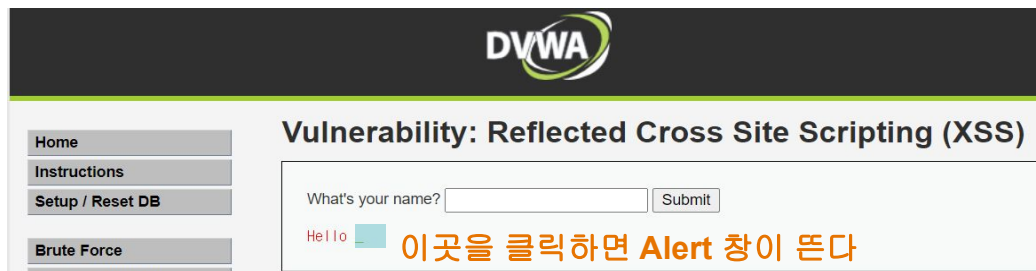 DVWA
Vulnerability: Reflected Cross Site Scripting (XSS)
Home
Instructions
Setup / Reset DB
Brute Force
What's your name? Submit
Hello _
이곳을 클릭하면 Alert 창이 뜬다